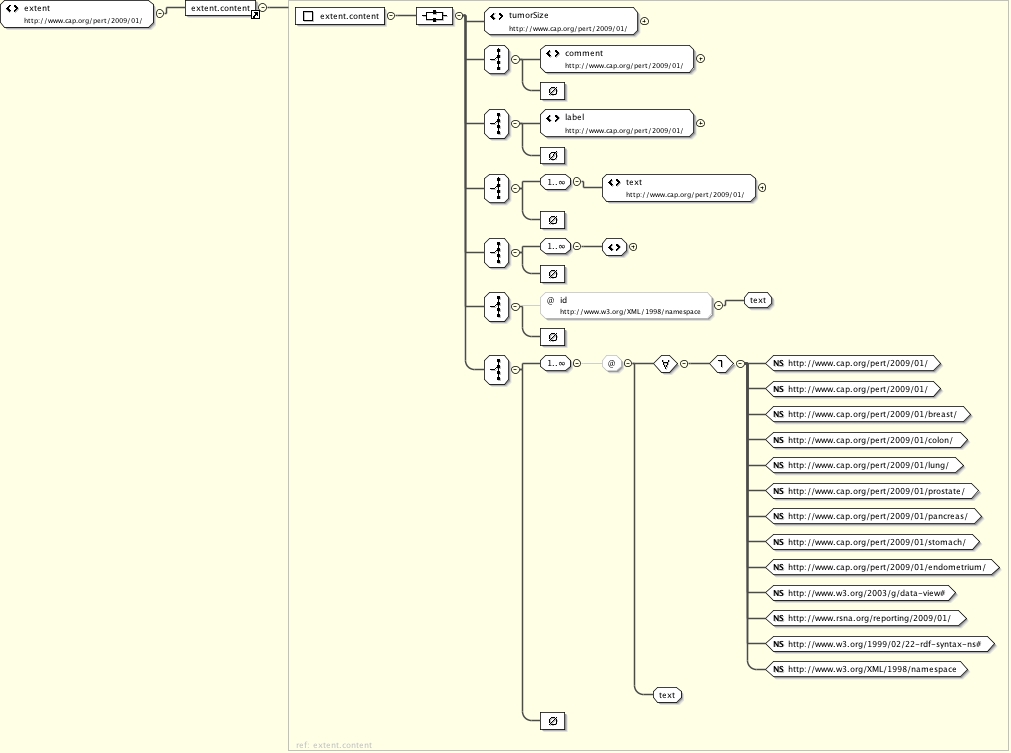 extent
http://www.cap.org/pert/2009/01/
extent.content
extent.content
tumorSize
http://www.cap.org/pert/2009/01/
comment
http://www.cap.org/pert/2009/01/
Ø
label
http://www.cap.org/pert/2009/01/
Ø
1..∞
text
http://www.cap.org/pert/2009/01/
Ø
1..∞
Ø
@ id
http://www.w3.org/XML/1998/namespace
text
Ø
1..∞
@
∀
ℸ
NS http://www.cap.org/pert/2009/01/
NS http://www.cap.org/pert/2009/01/
NS http://www.cap.org/pert/2009/01/breast/
NS http://www.cap.org/pert/2009/01/colon/
NS http://www.cap.org/pert/2009/01/lung/
NS http://www.cap.org/pert/2009/01/prostate/
NS http://www.cap.org/pert/2009/01/pancreas/
NS http://www.cap.org/pert/2009/01/stomach/
NS http://www.cap.org/pert/2009/01/endometrium/
NS http://www.w3.org/2003/g/data-view#
NS http://www.rsna.org/reporting/2009/01/
NS http://www.w3.org/1999/02/22-rdf-syntax-ns#
NS http://www.w3.org/XML/1998/namespace
text
Ø
ref: extent.content